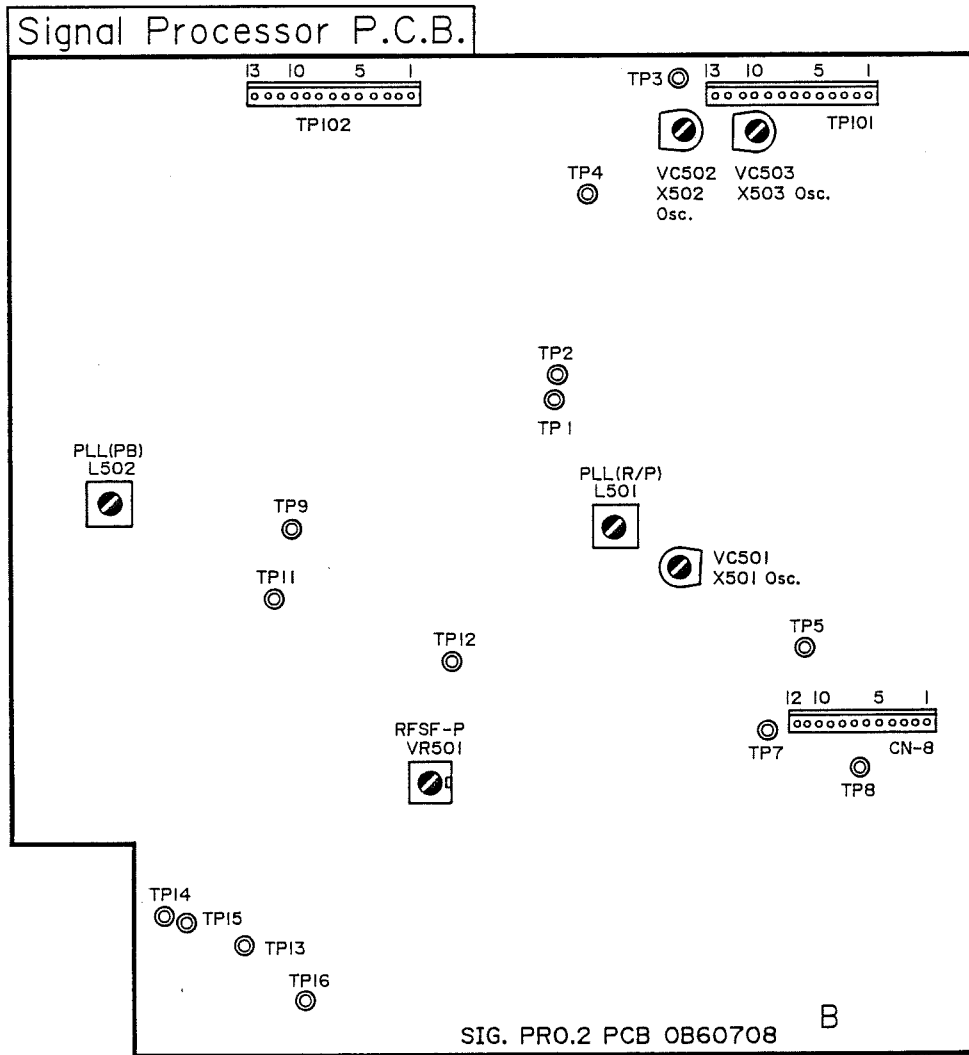 Signal Processor P.C.B.
13 10 5 1
TP102
TP3
13 10 5 1
TP101
TP4
VC502
X502
Osc.
VC503
X503 Osc.
TP2
TP1
PLL(PB)
L502
PLL(R/P)
L501
TP9
VC501
X501 Osc.
TP11
TP12
TP5
12 10 5 1
CN-8
RFSF-P
VR501
TP7
TP8
TP14
TP15
TP13
TP16
B
SIG. PRO.2 PCB 0B60708